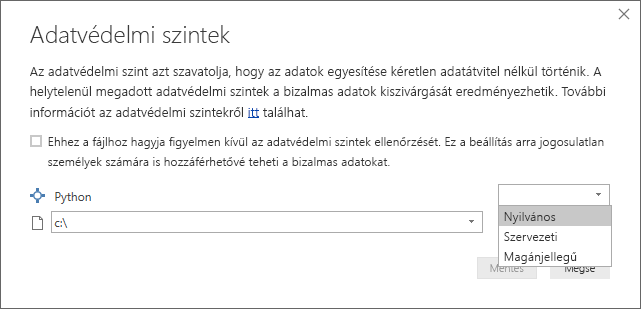 Adatvédelmi szintek
Az adatvédelmi szint azt szavatolja, hogy az adatok egyesítése kéretlen adatátvitel nélkül történik. A
helytelenül megadott adatvédelmi szintek a bizalmas adatok kiszivárgását eredményezhetik. További
információt az adatvédelmi szintekről itt találhat.
Ehhez a fájlhoz hagyja figyelmen kívül az adatvédelmi szintek ellenőrzését. Ez a beállítás arra jogosulatlan
személyek számára is hozzáférhetővé teheti a bizalmas adatokat.
Python
c:\
Nyilvános
Szervezeti
Magánjellegű
Mentés
Mégse